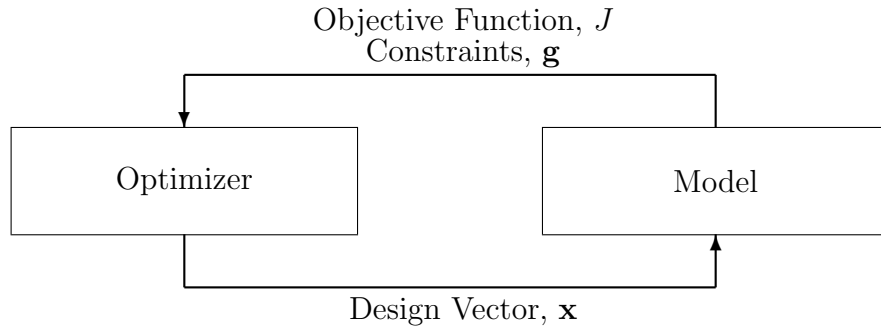 Objective Function, J
Constraints, g
Optimizer
Model
Design Vector, x